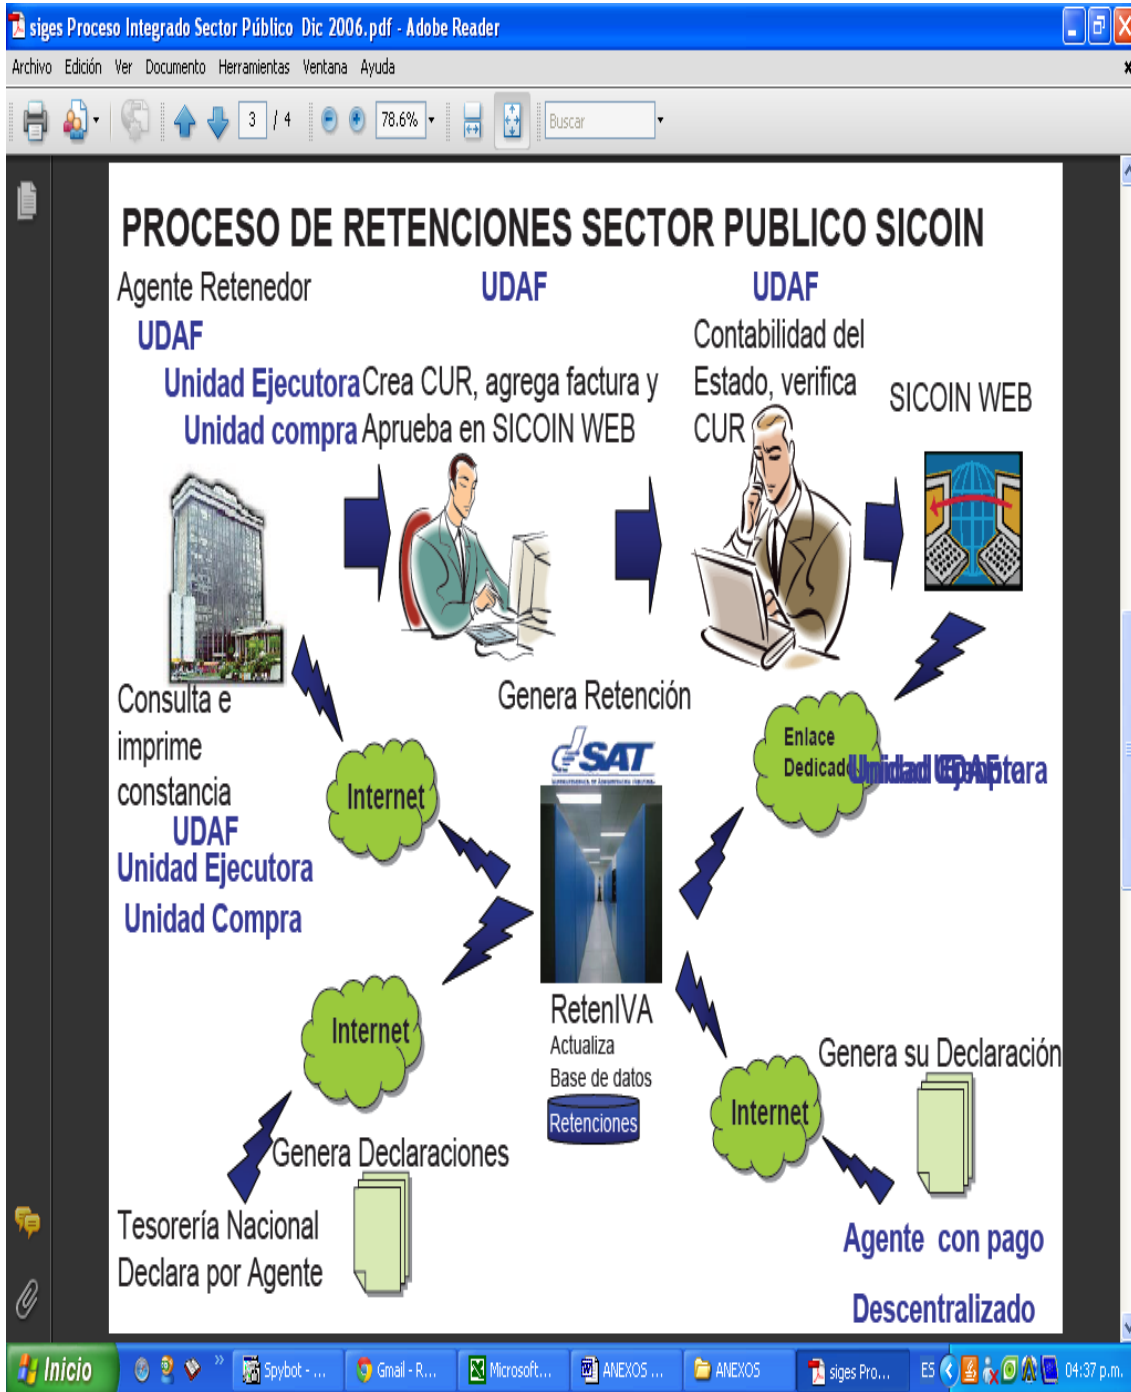 siges Proceso Integrado Sector Público Dic 2006.pdf - Adobe Reader
Archivo Edición Ver Documento Herramientas Ventana Ayuda
3 / 4 78.6% Buscar
PROCESO DE RETENCIONES SECTOR PUBLICO SICOIN
Agente Retenedor
UDAF
Unidad Ejecutora
Unidad compra
UDAF
Crea CUR, agrega factura y
Aprueba en SICOIN WEB
UDAF
Contabilidad del
Estado, verifica
CUR
SICOIN WEB
Consulta e
imprime
constancia
UDAF
Unidad Ejecutora
Unidad Compra
Internet
Genera Retención
SAT
Enlace
Dedicado
RetenIVA
Actualiza
Base de datos
Retenciones
Internet
Genera Declaraciones
Tesorería Nacional
Declara por Agente
Internet
Genera su Declaración
Agente con pago
Descentralizado
Inicio » Spybot - ... Gmail - R... Microsoft... ANEXOS ... ANEXOS siges Pro... ES 04:37 p.m.